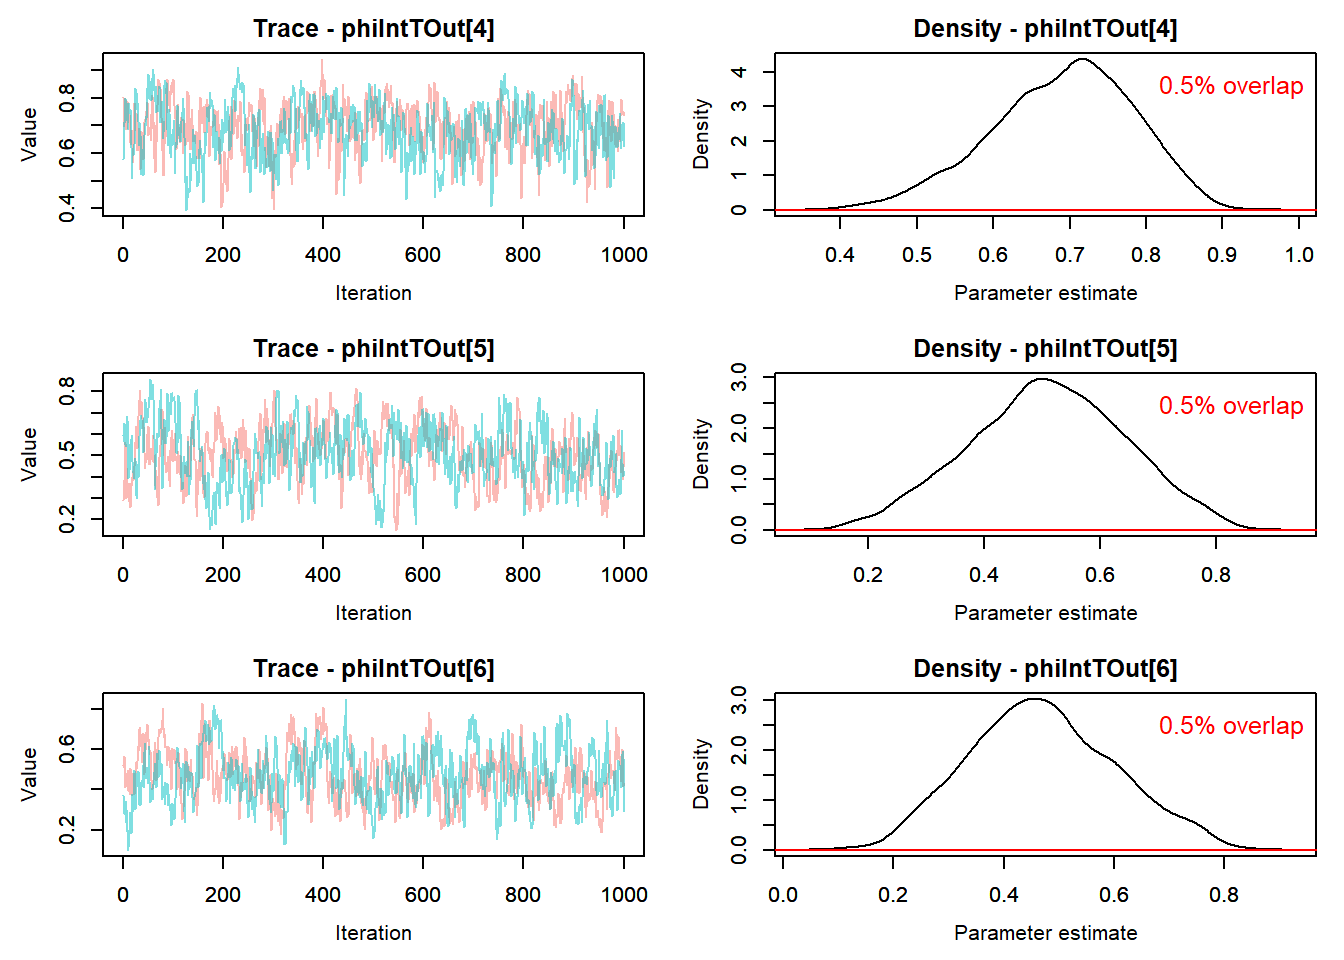 Trace - phiIntTOut[4]
Value
0.4 0.6 0.8
0 200 400 600 800 1000
Iteration
Density - phiIntTOut[4]
Density
0 1 2 3 4
0.5% overlap
0.4 0.5 0.6 0.7 0.8 0.9 1.0
Parameter estimate
Trace - phiIntTOut[5]
Value
0.2 0.5 0.8
0 200 400 600 800 1000
Iteration
Density - phiIntTOut[5]
Density
0.0 1.0 2.0 3.0
0.5% overlap
0.2 0.4 0.6 0.8
Parameter estimate
Trace - phiIntTOut[6]
Value
0.2 0.6
0 200 400 600 800 1000
Iteration
Density - phiIntTOut[6]
Density
0.0 1.0 2.0 3.0
0.5% overlap
0.0 0.2 0.4 0.6 0.8
Parameter estimate